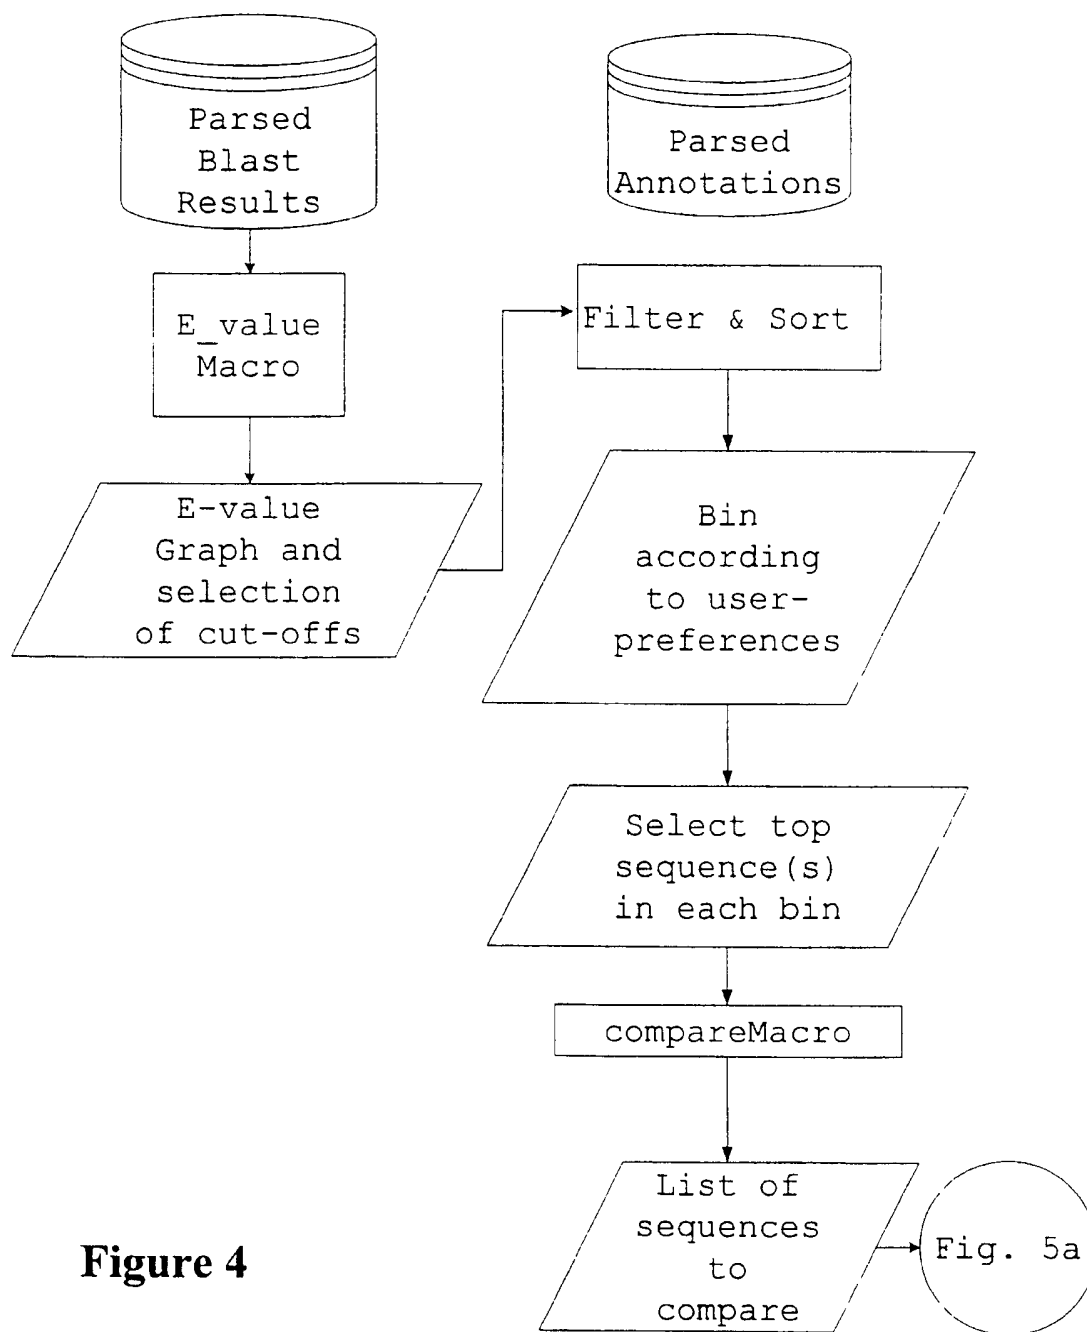 Parsed
Blast
Results
Parsed
Annotations
E_value
Macro
Filter & Sort
E-value
Graph and
selection
of cut-offs
Bin
according
to user-
preferences
Select top
sequence(s)
in each bin
compareMacro
List of
sequences
to
compare
Fig. 5a
Figure 4